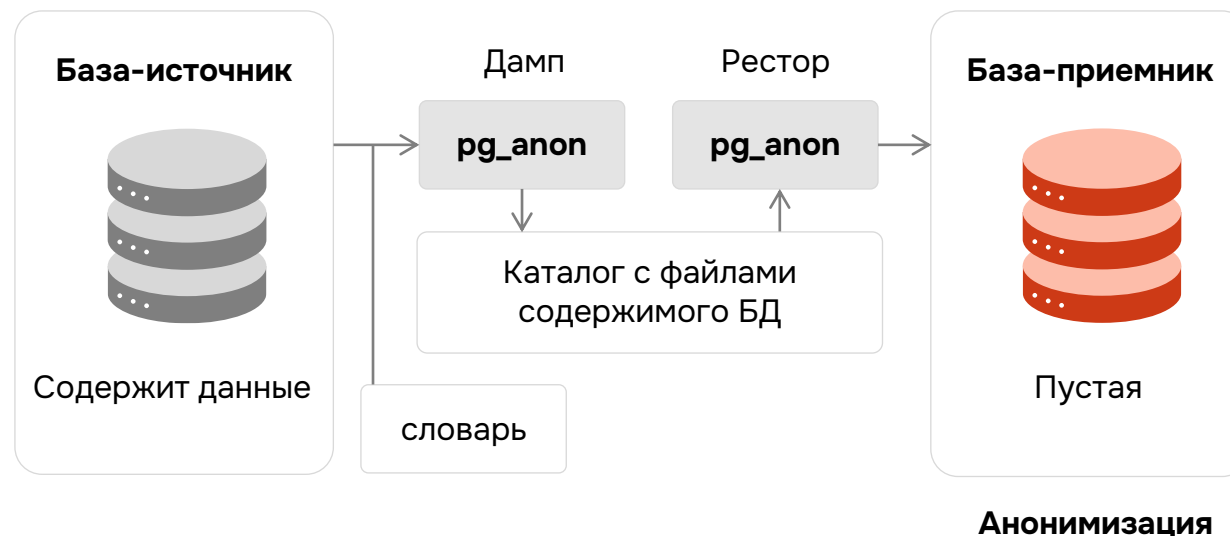 База-источник
Дамп
Рестор
База-приемник
pg_anon
pg_anon
Каталог с файлами
содержимого БД
Содержит данные
Пустая
словарь
Анонимизация